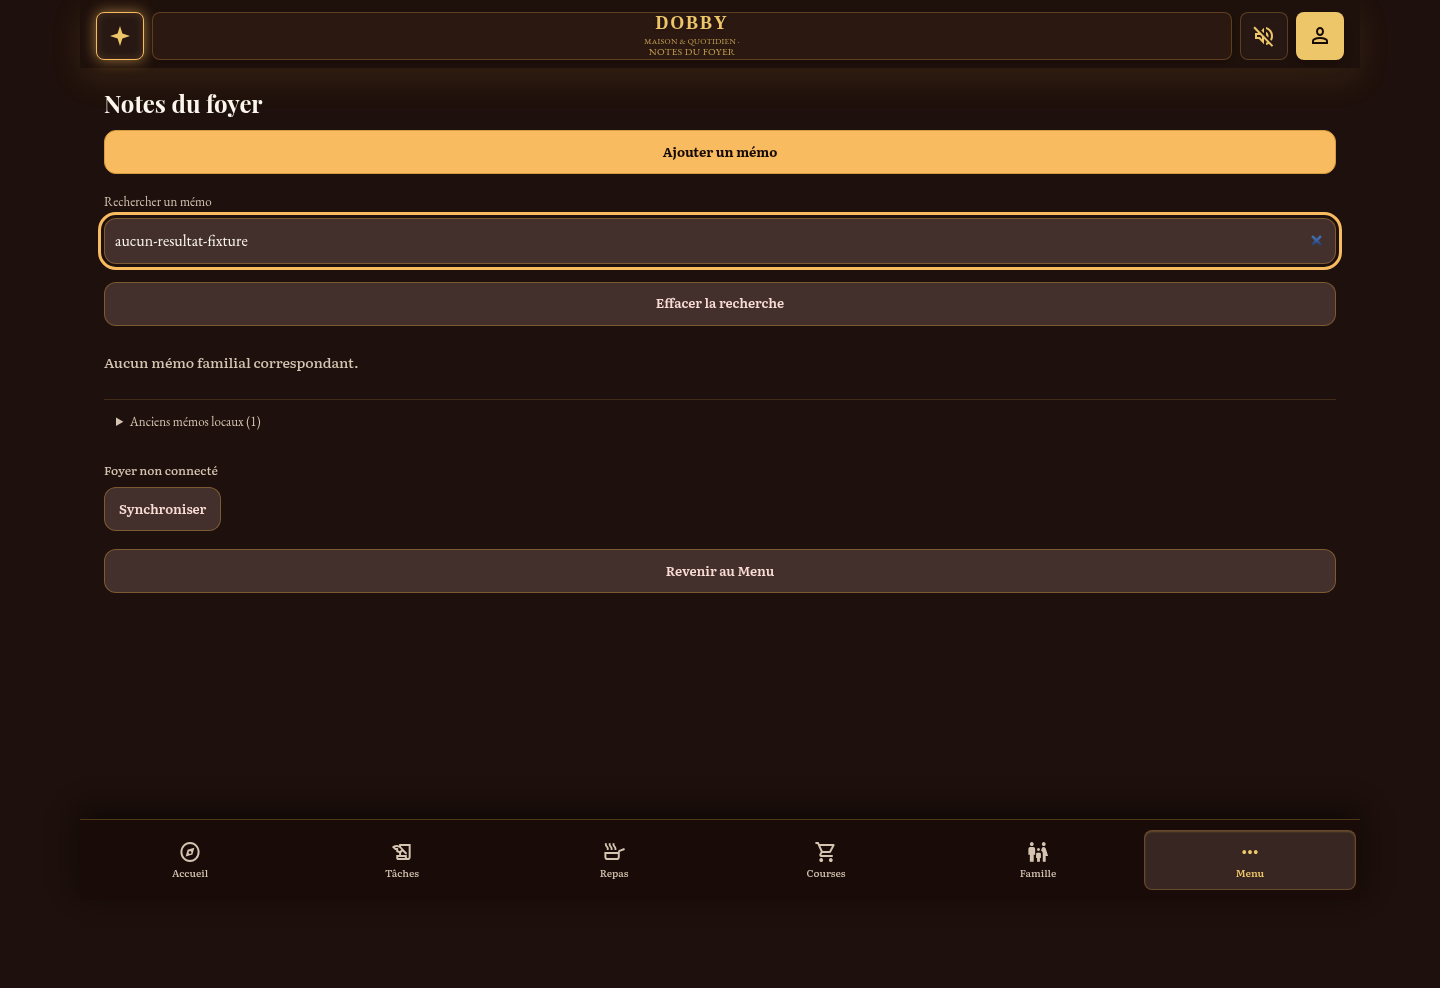 DOBBY
MAISON & QUOTIDIEN ·
NOTES DU FOYER
Notes du foyer
Ajouter un mémo
Rechercher un mémo
aucun-resultat-fixture
Effacer la recherche
Aucun mémo familial correspondant.
Anciens mémos locaux (1)
Foyer non connecté
Synchroniser
Revenir au Menu
Accueil
Tâches
Repas
Courses
Famille
Menu